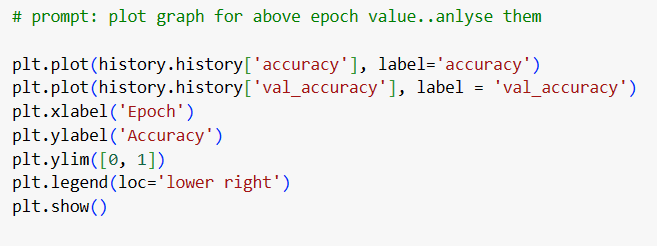 # prompt: plot graph for above epoch value..anlyse them
plt.plot(history.history['accuracy'], label='accuracy')
plt.plot(history.history['val_accuracy'], label = 'val_accuracy')
plt.xlabel('Epoch')
plt.ylabel('Accuracy')
plt.ylim([0, 1])
plt.legend(loc='lower right')
plt.show()